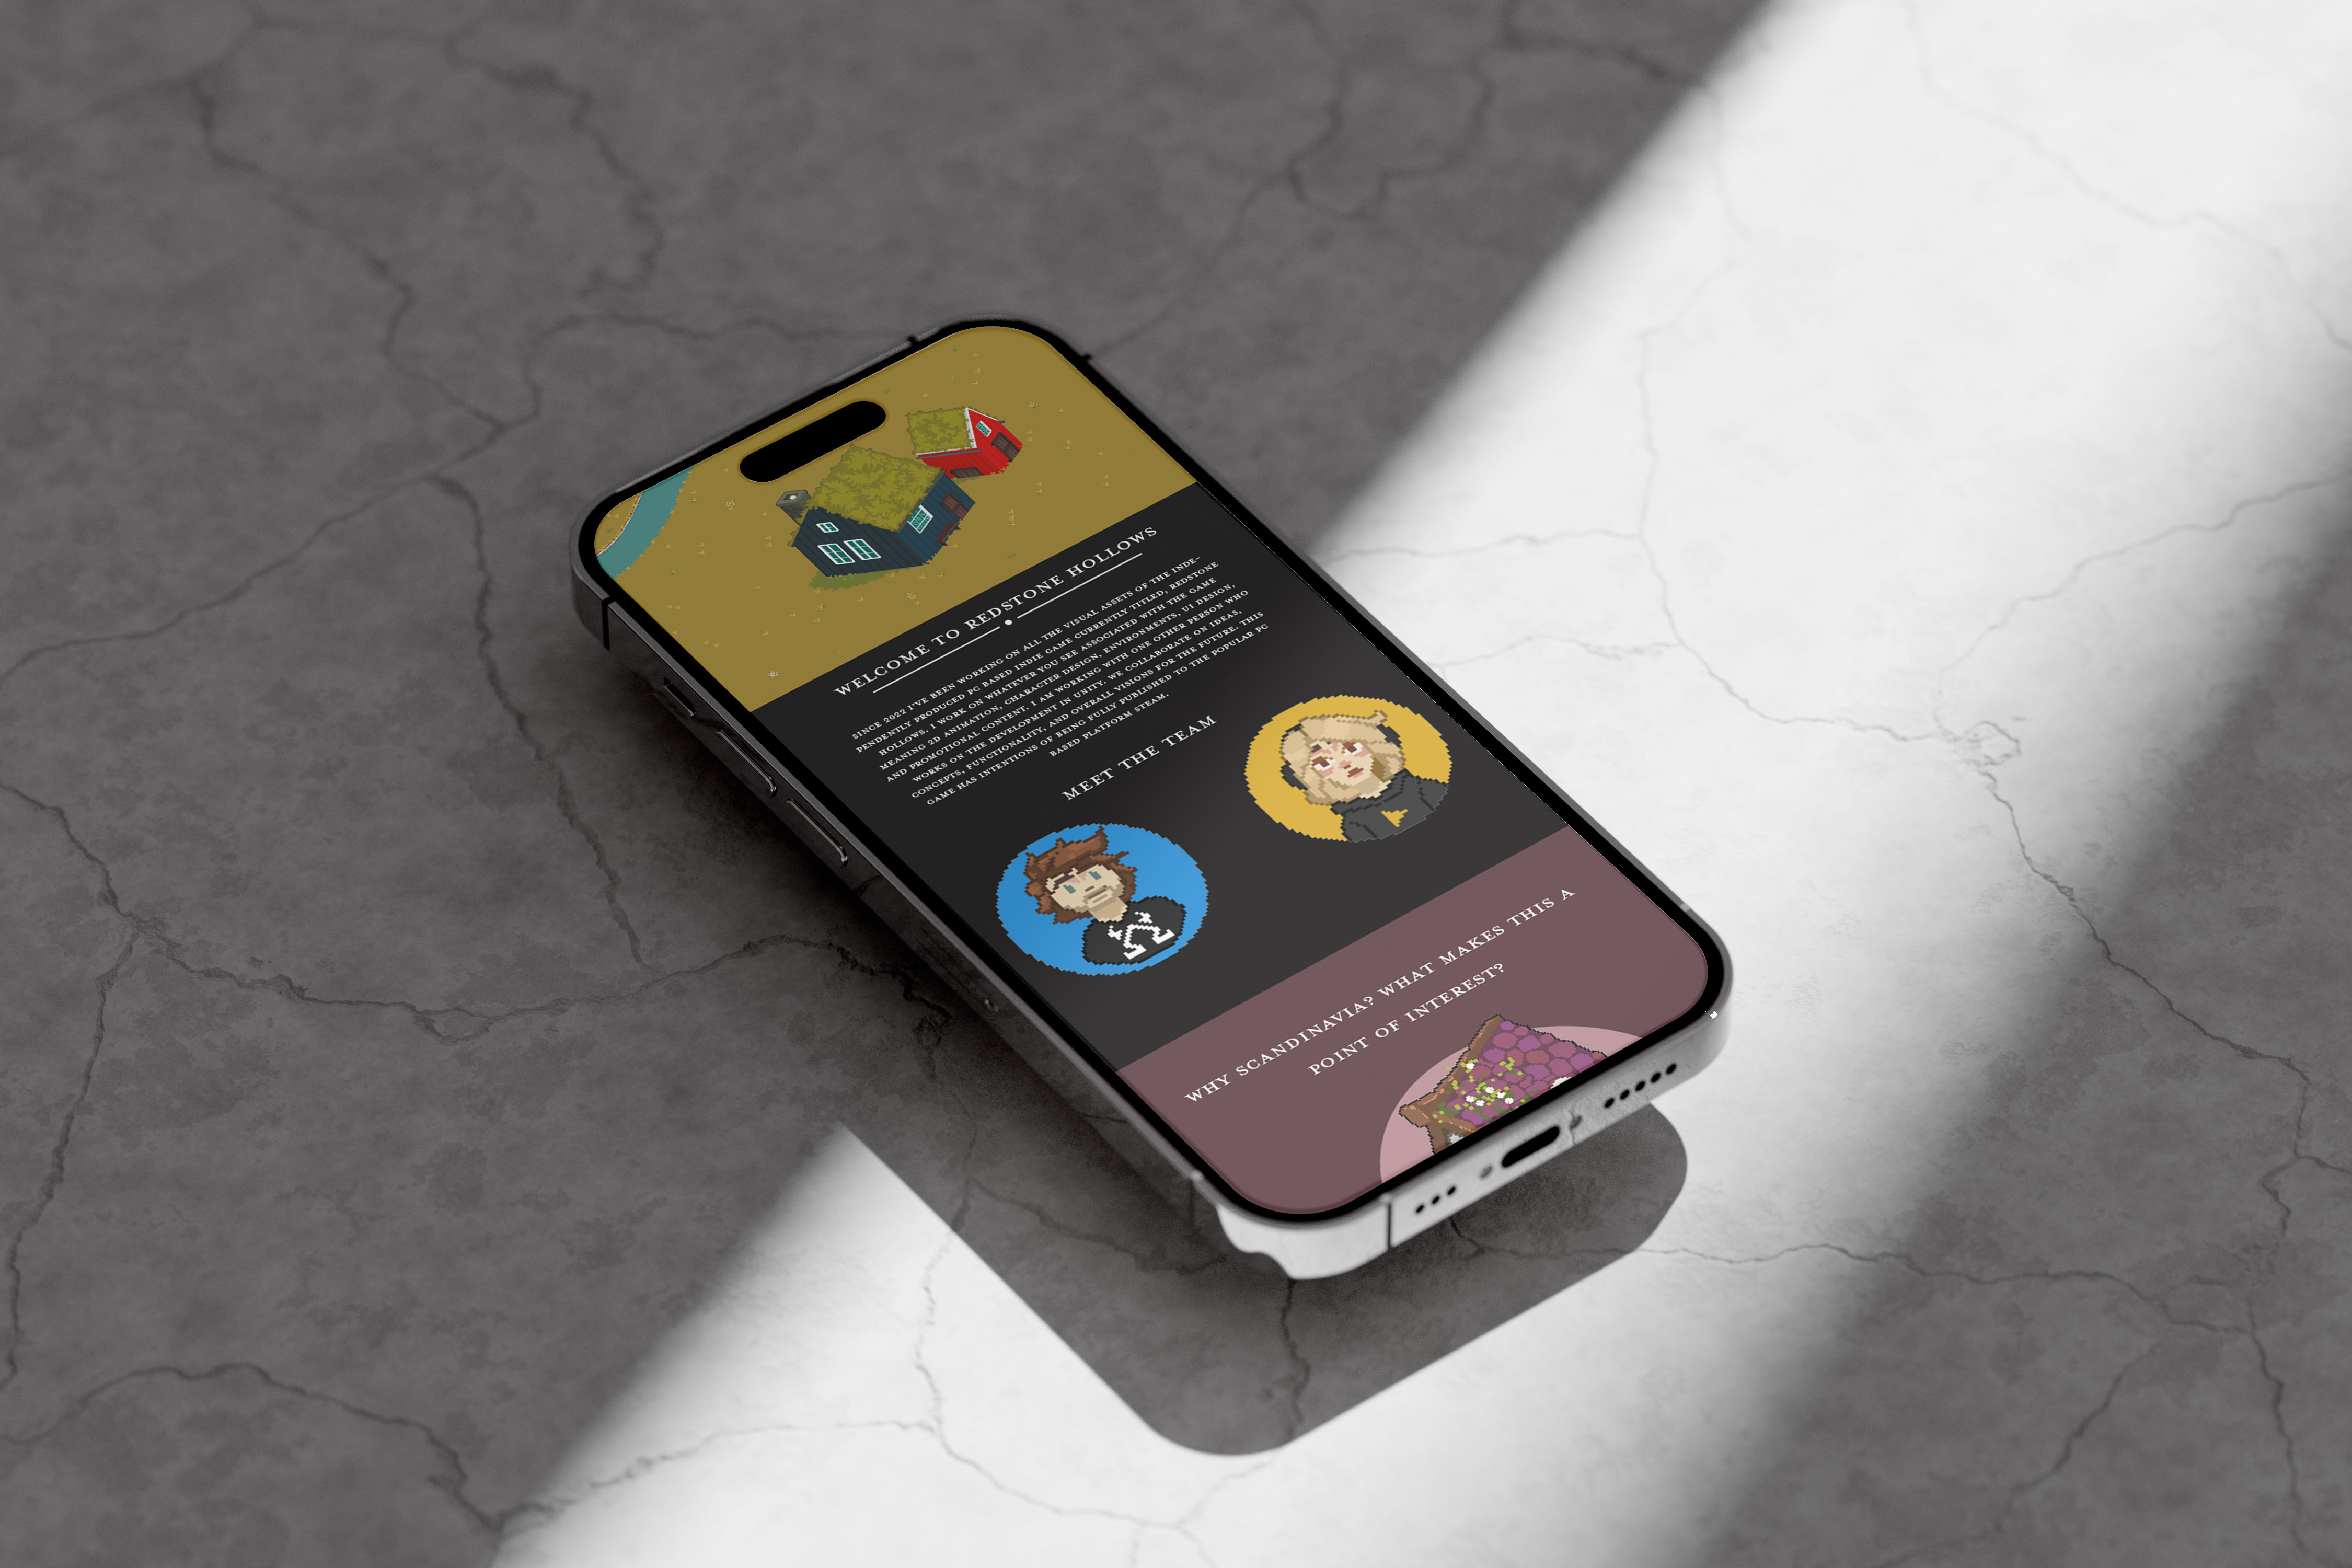 WELCOME TO REDSTONE HOLLOWS
SINCE 2022 I'VE BEEN WORKING ON ALL THE VISUAL ASSETS OF THE INDE-
PENDENTLY PRODUCED PC BASED INDIE GAME CURRENTLY TITLED, REDSTONE
HOLLOWS. I WORK ON WHATEVER YOU SEE ASSOCIATED WITH THE GAME
MEANING 2D ANIMATION, CHARACTER DESIGN, ENVIRONMENTS, UI DESIGN,
AND PROMOTIONAL CONTENT. I AM WORKING WITH ONE OTHER PERSON WHO
WORKS ON THE DEVELOPMENT IN UNITY. WE COLLABORATE ON IDEAS,
CONCEPTS, FUNCTIONALITY, AND OVERALL VISIONS FOR THE FUTURE. THIS
GAME HAS INTENTIONS OF BEING FULLY PUBLISHED TO THE POPULAR PC
BASED PLATFORM STEAM.
MEET THE TEAM
WHY SCANDINAVIA? WHAT MAKES THIS A
POINT OF INTEREST?